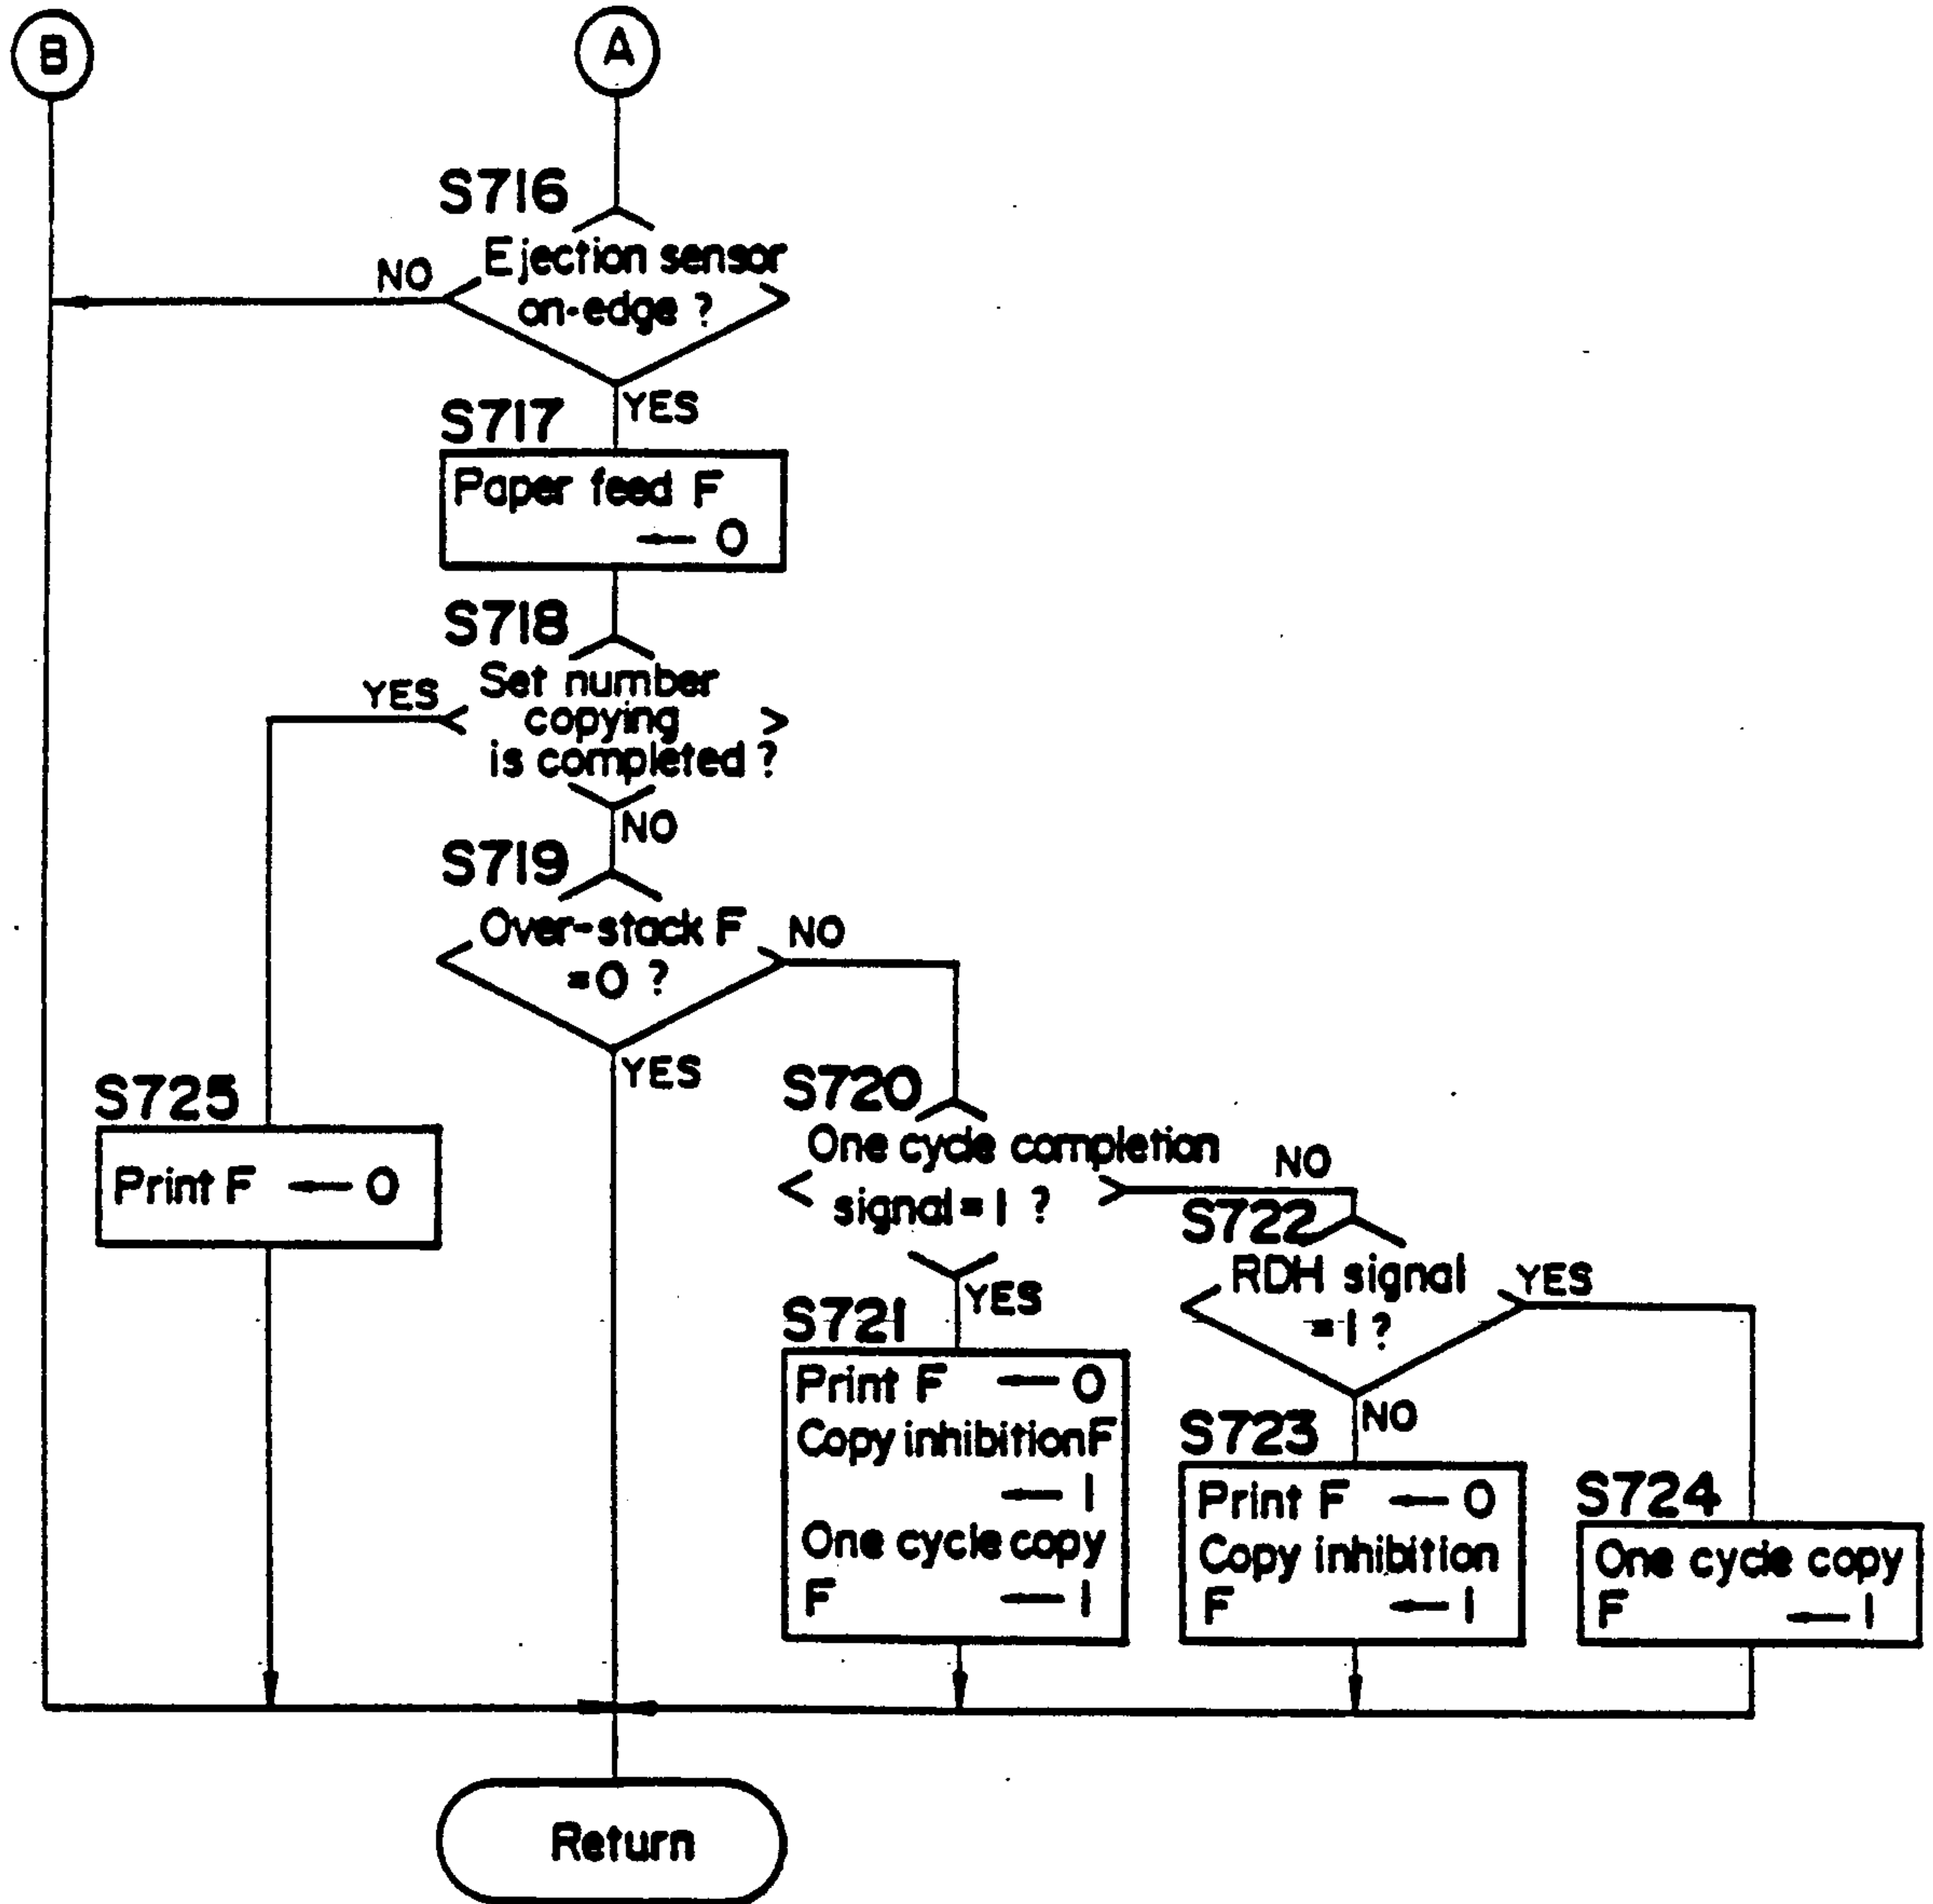 B
A
S716
Ejection sensor
on-edge ?
NO
YES
S717
Paper feed F
← 0
S718
Set number
copying
is completed ?
YES
NO
S719
Over-stack F
=0 ?
NO
YES
S725
Print F ← 0
S720
One cycle completion
signal=1 ?
NO
YES
S721
Print F ← 0
Copy inhibition F
← 1
One cycle copy
F ← 1
S722
RDH signal
=1 ?
YES
NO
S723
Print F ← 0
Copy inhibition
F ← 1
S724
One cycle copy
F ← 1
Return